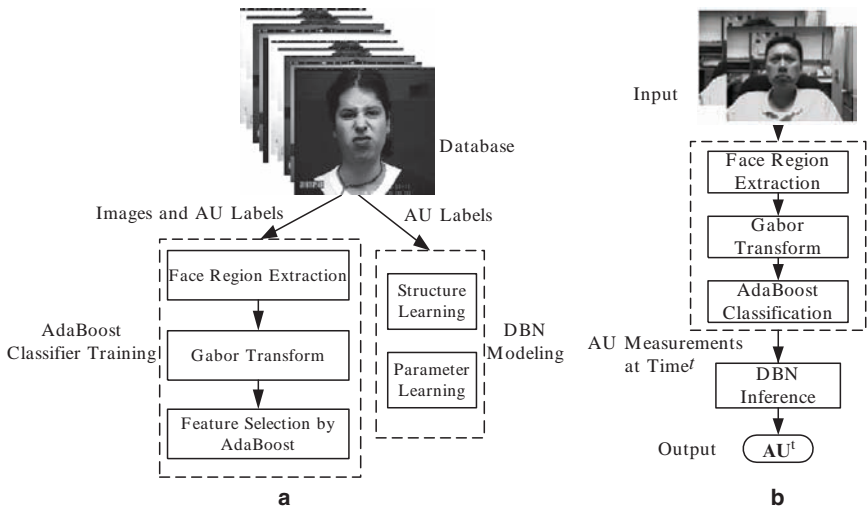 Database
Images and AU Labels
AU Labels
Face Region Extraction
Gabor Transform
Feature Selection by
AdaBoost
AdaBoost
Classifier Training
Structure
Learning
Parameter
Learning
DBN
Modeling
a
Input
Face Region
Extraction
Gabor
Transform
AdaBoost
Classification
AU Measurements
at Time t
DBN
Inference
Output
AUᵗ
b